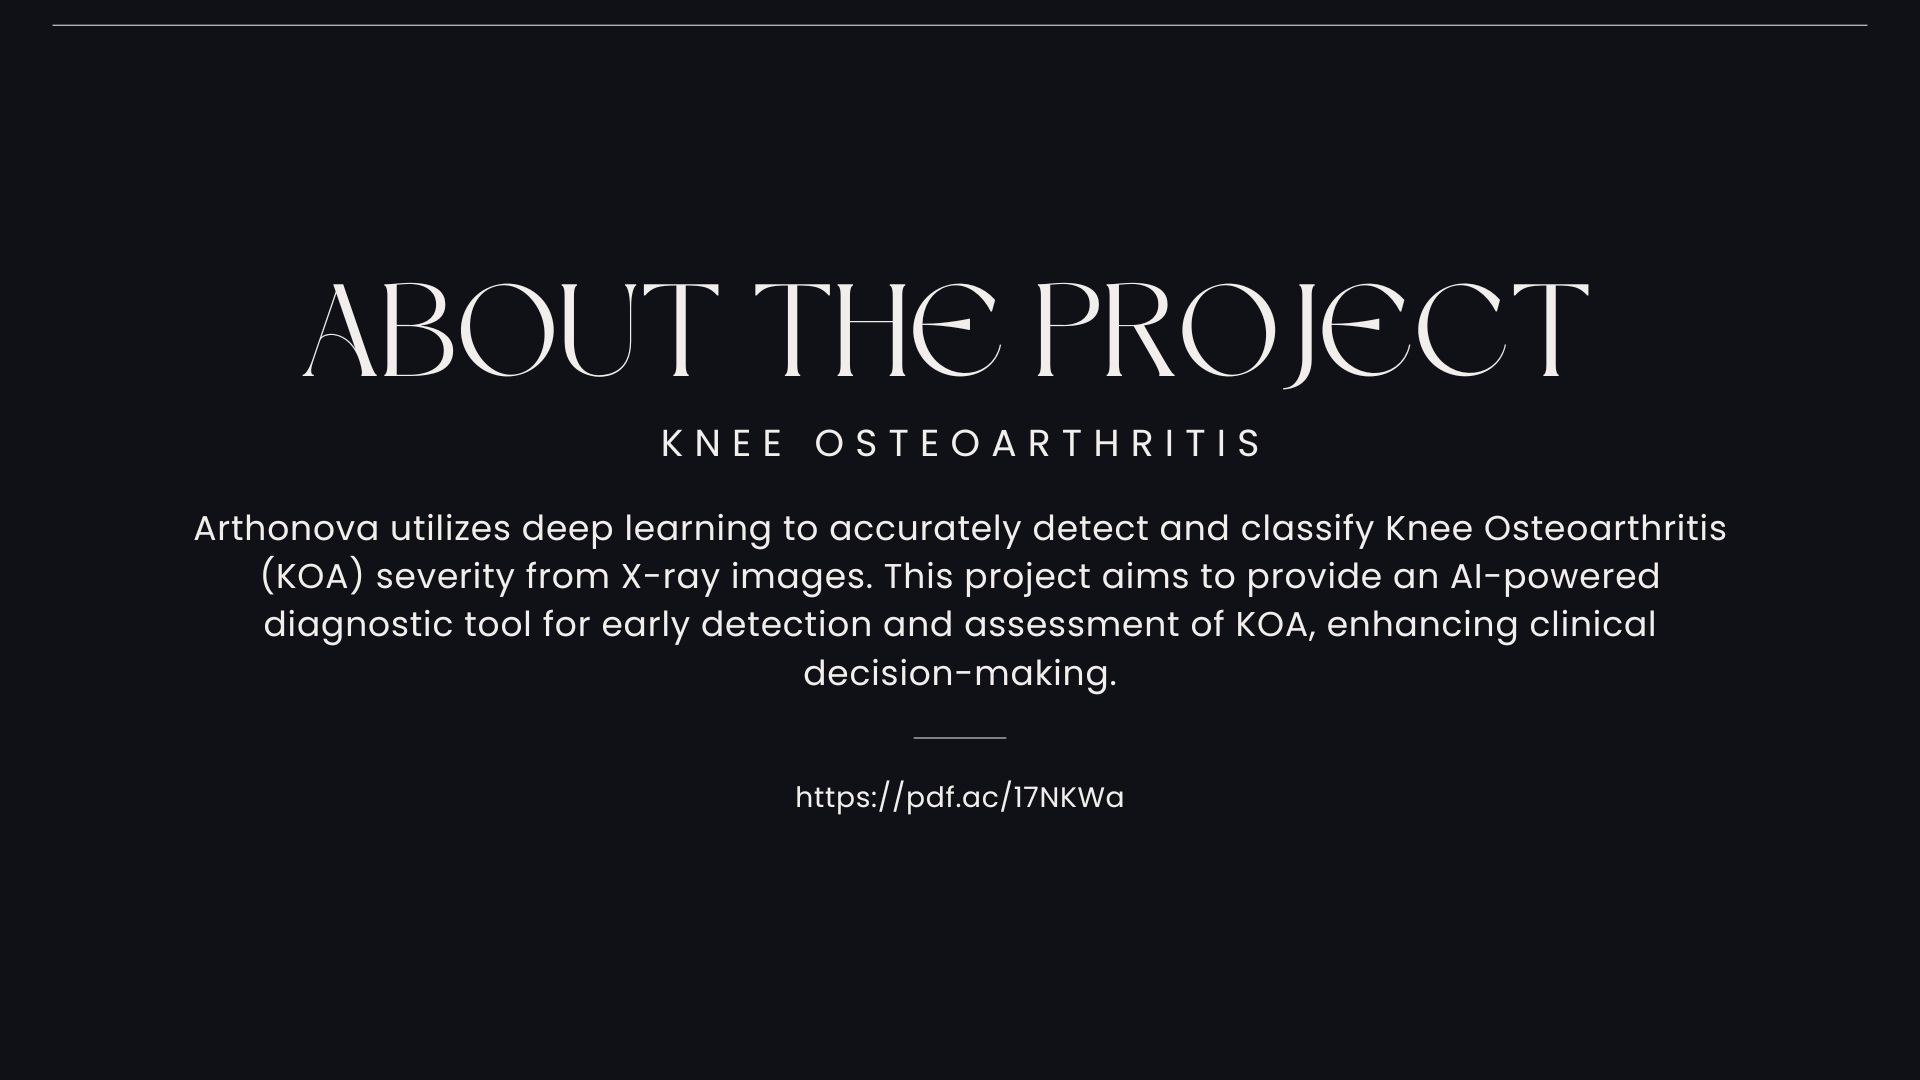 ABOUT THE PROJECT
KNEE OSTEOARTHRITIS
Arthonova utilizes deep learning to accurately detect and classify Knee Osteoarthritis
(KOA) severity from X-ray images. This project aims to provide an AI-powered
diagnostic tool for early detection and assessment of KOA, enhancing clinical
decision-making.
https://pdf.ac/17NKWa